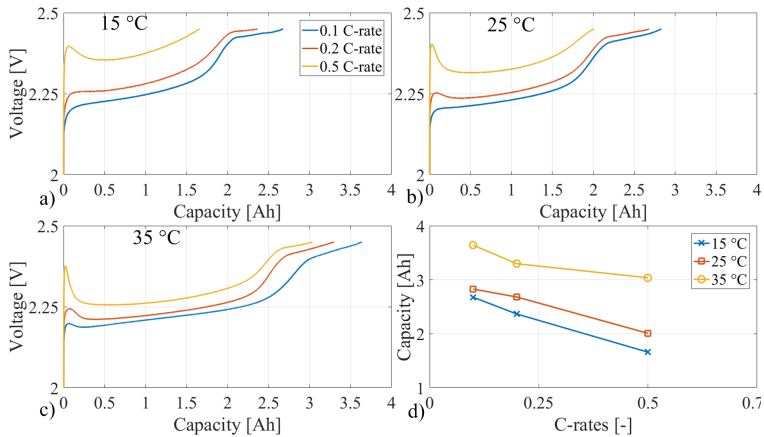 15 °C
2.5
2.25
2
Voltage [V]
0.1 C-rate
0.2 C-rate
0.5 C-rate
0 0.5 1 1.5 2 2.5 3 3.5 4
Capacity [Ah]
a)
25 °C
2.5
2.25
2
Voltage [V]
0 0.5 1 1.5 2 2.5 3 3.5 4
Capacity [Ah]
b)
35 °C
2.5
2.25
2
Voltage [V]
0 0.5 1 1.5 2 2.5 3 3.5 4
Capacity [Ah]
c)
4
3
2
1
Capacity [Ah]
15 °C
25 °C
35 °C
0 0.25 0.5 0.7
C-rates [-]
d)